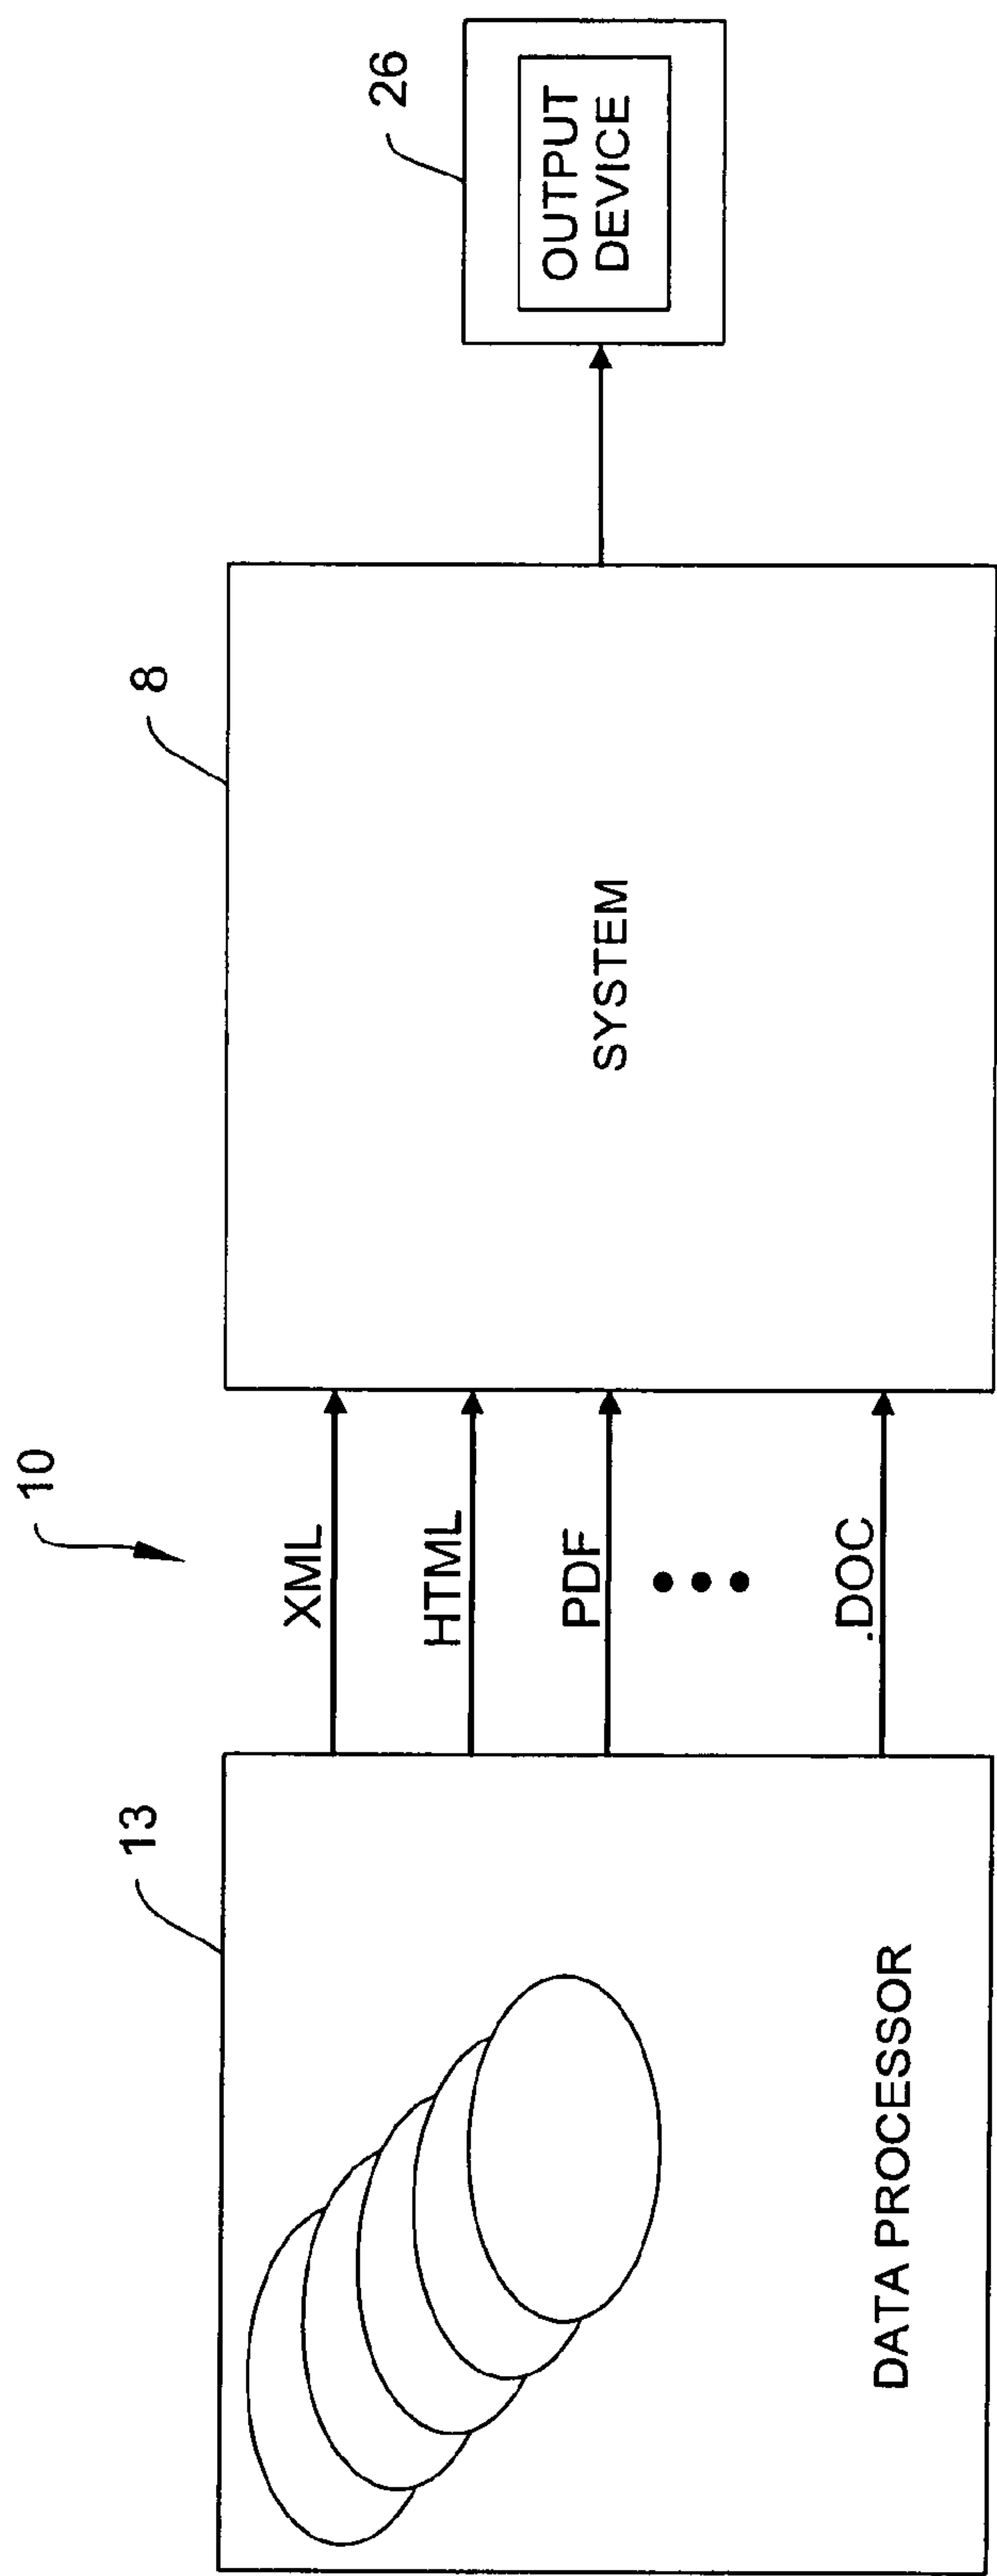 10
13
8
26
XML
HTML
PDF
.DOC
DATA PROCESSOR
SYSTEM
OUTPUT
DEVICE